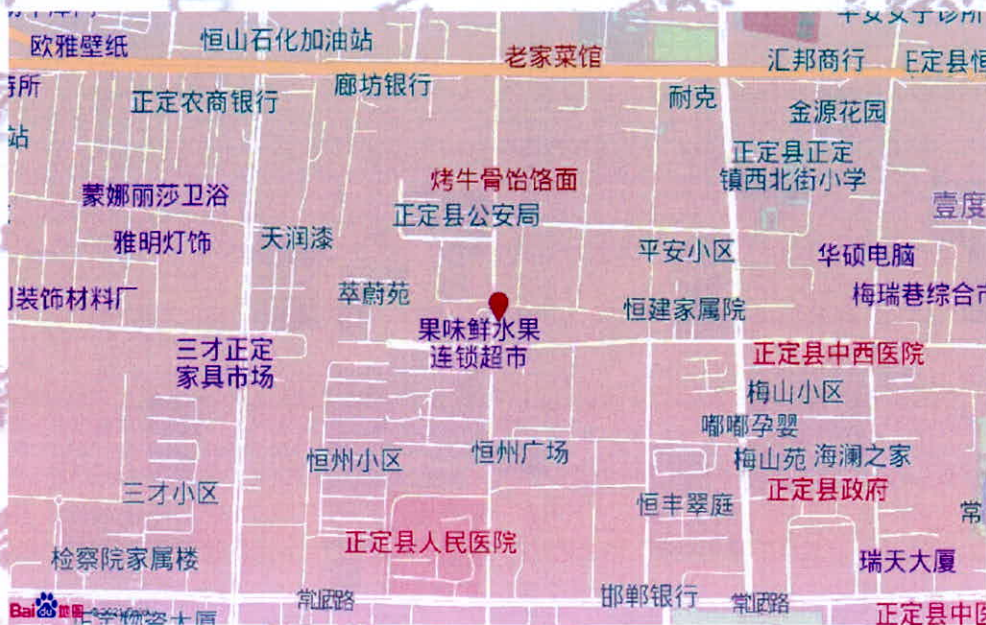 欧雅壁纸
恒山石化加油站
老家菜馆
汇邦商行
正定县恒
廊坊银行
正定农商银行
耐克
金源花园
站
正定县正定
镇西北街小学
烤牛骨饸饹面
蒙娜丽莎卫浴
正定县公安局
壹度
雅明灯饰
天润漆
平安小区
华硕电脑
装饰材料厂
萃蔚苑
梅瑞巷综合市
恒建家属院
果味鲜水果
连锁超市
三才正定
家具市场
正定县中西医院
梅山小区
嘟嘟孕婴
恒州小区
恒州广场
梅山苑
海澜之家
三才小区
正定县政府
恒丰翠庭
常
正定县人民医院
检察院家属楼
瑞天大厦
邯郸银行
Bai du 地图
正定县中医